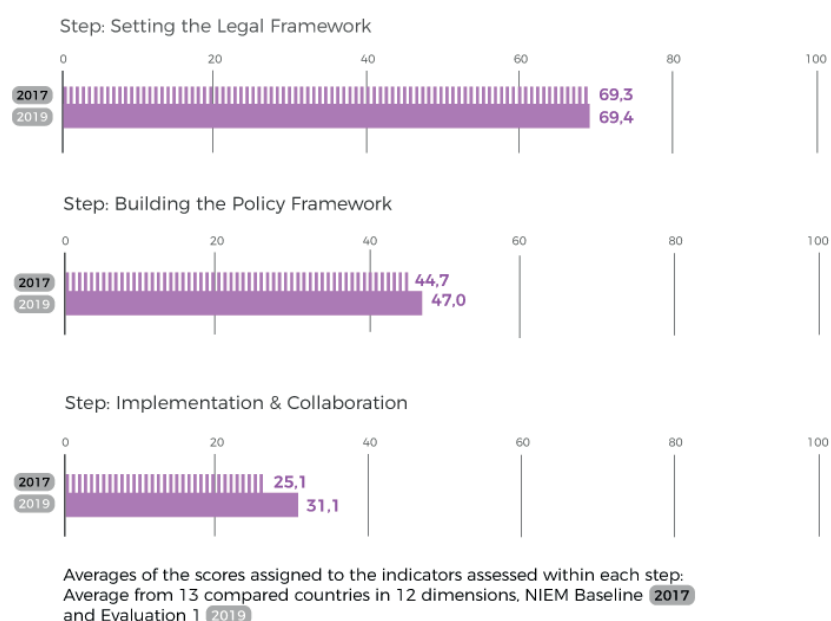 Step: Setting the Legal Framework
0 20 40 60 80 100
2017 69,3
2019 69,4
Step: Building the Policy Framework
0 20 40 60 80 100
2017 44,7
2019 47,0
Step: Implementation & Collaboration
0 20 40 60 80 100
2017 25,1
2019 31,1
Averages of the scores assigned to the indicators assessed within each step:
Average from 13 compared countries in 12 dimensions, NIEM Baseline 2017
and Evaluation 1 2019